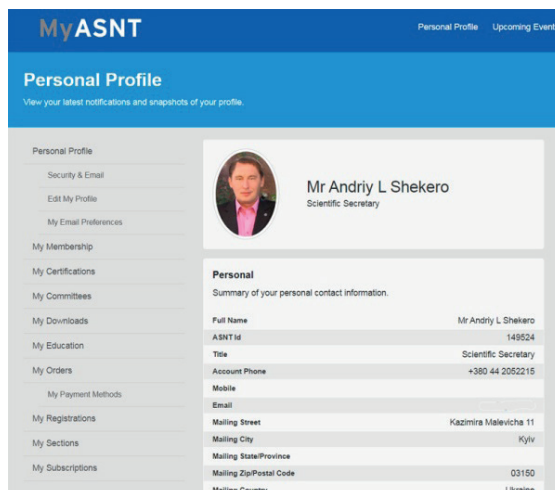 MyASNT
Personal Profile Upcoming Event
Personal Profile
View your latest notifications and snapshots of your profile.
Personal Profile
Security & Email
Edit My Profile
My Email Preferences
My Membership
My Certifications
My Committees
My Downloads
My Education
My Orders
My Payment Methods
My Registrations
My Sections
My Subscriptions
Mr Andriy L Shekero
Scientific Secretary
Personal
Summary of your personal contact information.
Full Name Mr Andriy L Shekero
ASNT Id 149524
Title Scientific Secretary
Account Phone +380 44 2052215
Mobile
Email
Mailing Street Kazimira Malevicha 11
Mailing City Kyiv
Mailing State/Province
Mailing Zip/Postal Code 03150
Mailing Country Ukraine